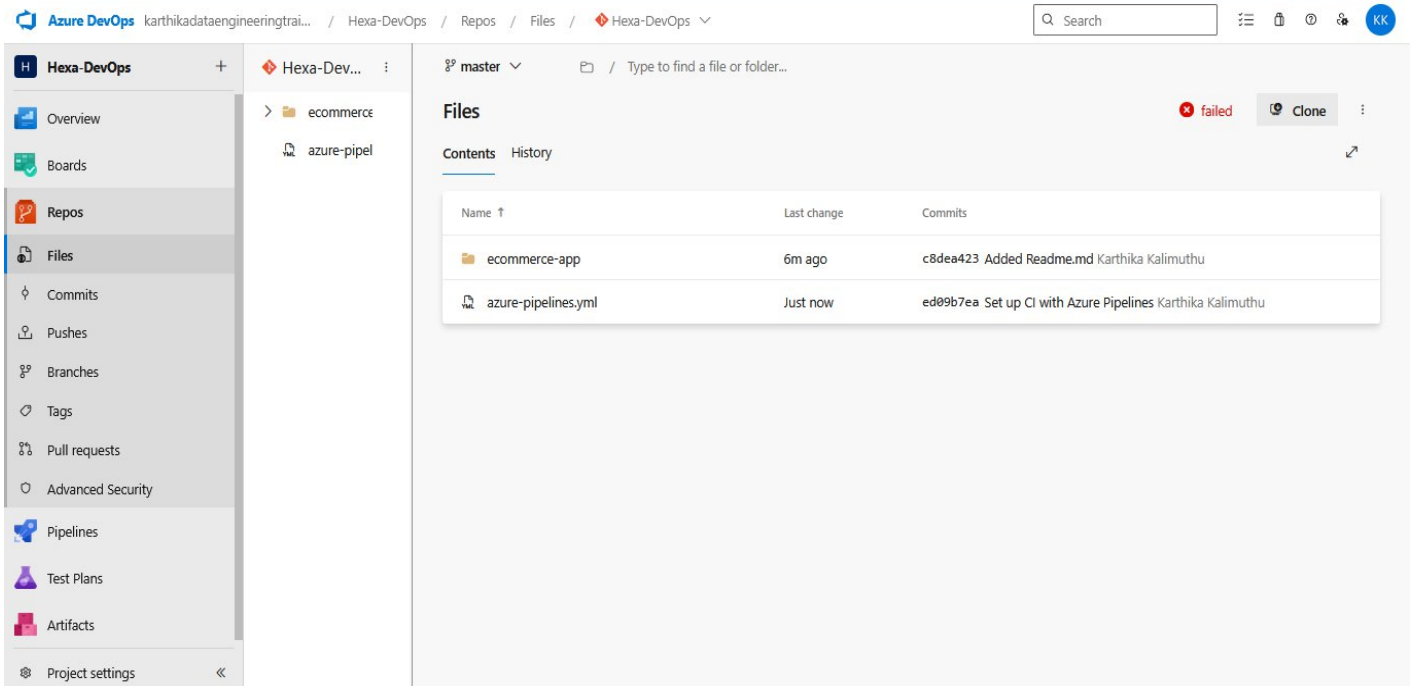 Azure DevOps karthikadataengineeringtrai... / Hexa-DevOps / Repos / Files / Hexa-DevOps
Search
KK
H Hexa-DevOps +
Overview
Boards
Repos
Files
Commits
Pushes
Branches
Tags
Pull requests
Advanced Security
Pipelines
Test Plans
Artifacts
Project settings
Hexa-Dev...
ecommerce
YML azure-pipel
master / Type to find a file or folder...
Files
failed Clone
Contents History
Name ↑ Last change Commits
ecommerce-app 6m ago c8dea423 Added Readme.md Karthika Kalimuthu
YML azure-pipelines.yml Just now ed09b7ea Set up CI with Azure Pipelines Karthika Kalimuthu